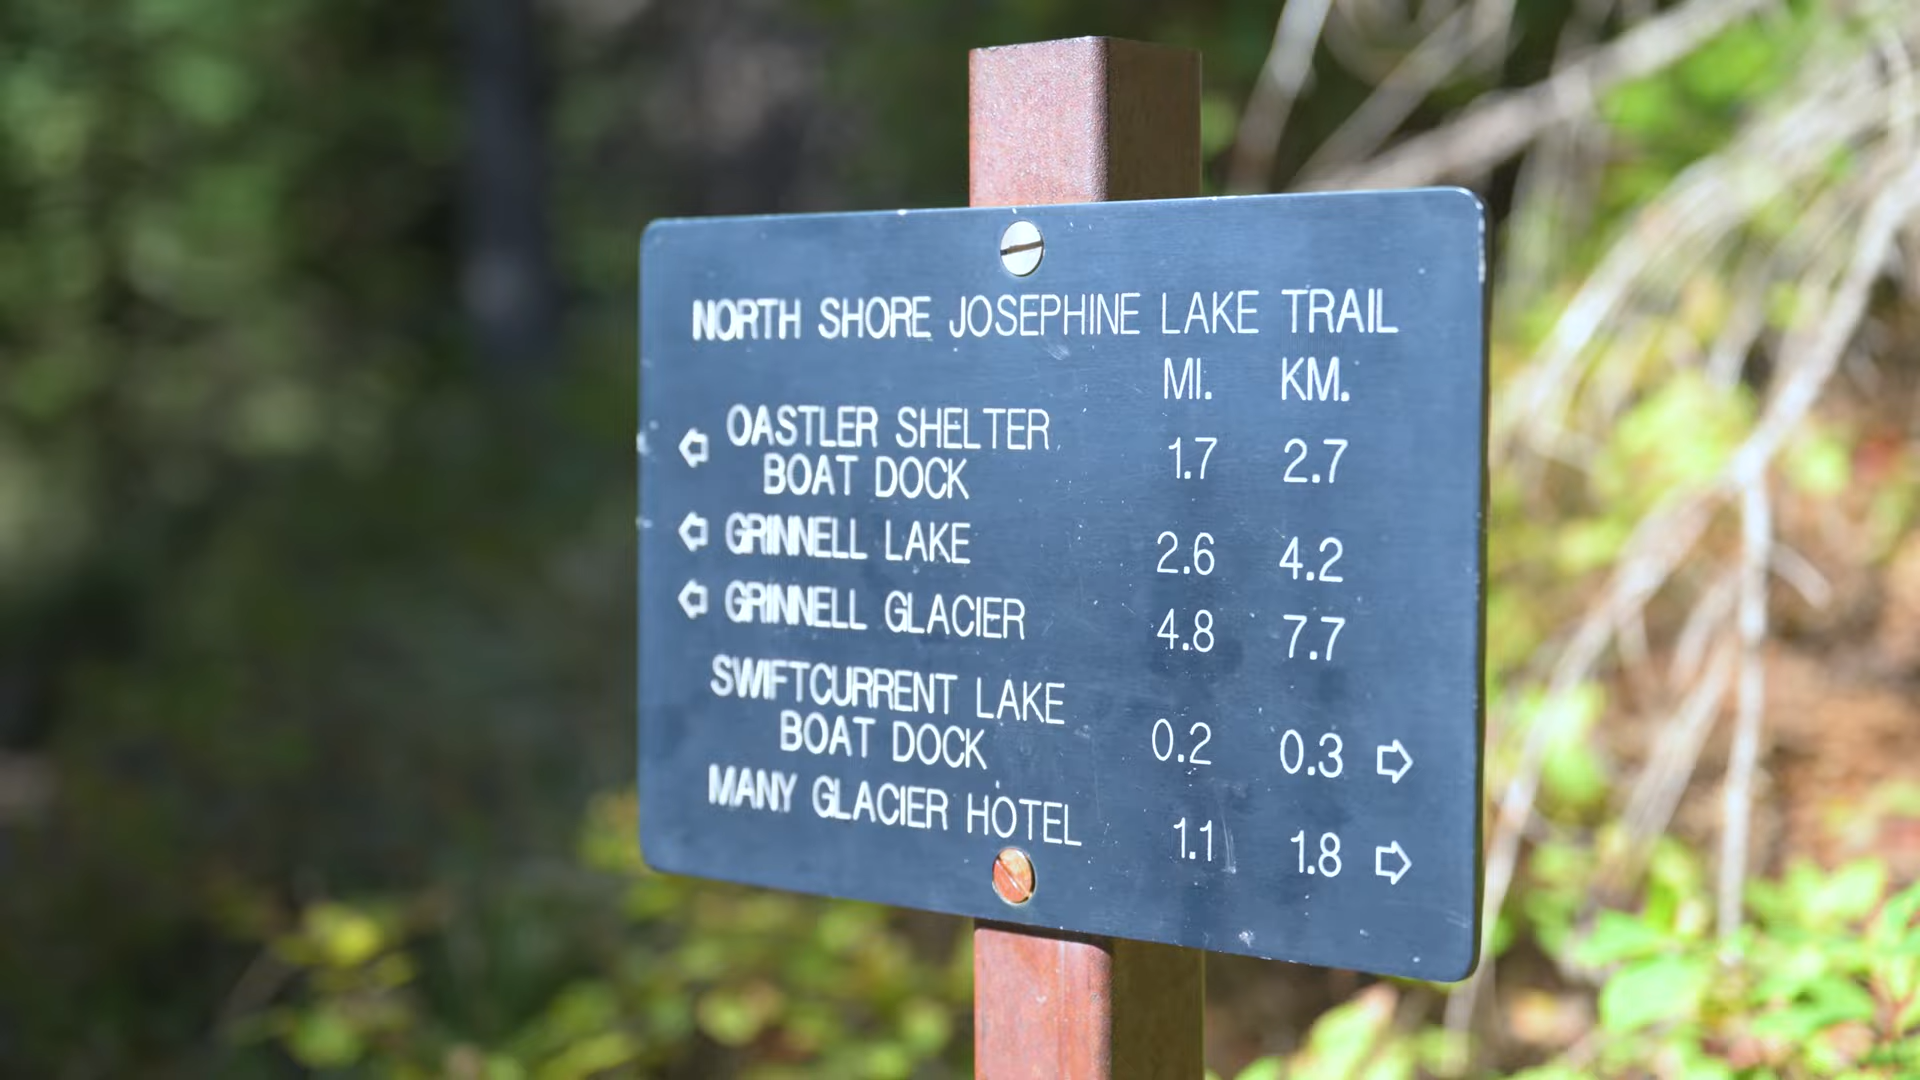 NORTH SHORE JOSEPHINE LAKE TRAIL
MI. KM.
OASTLER SHELTER
BOAT DOCK 1.7 2.7
GRINNELL LAKE 2.6 4.2
GRINNELL GLACIER 4.8 7.7
SWIFTCURRENT LAKE
BOAT DOCK 0.2 0.3
MANY GLACIER HOTEL 1.1 1.8